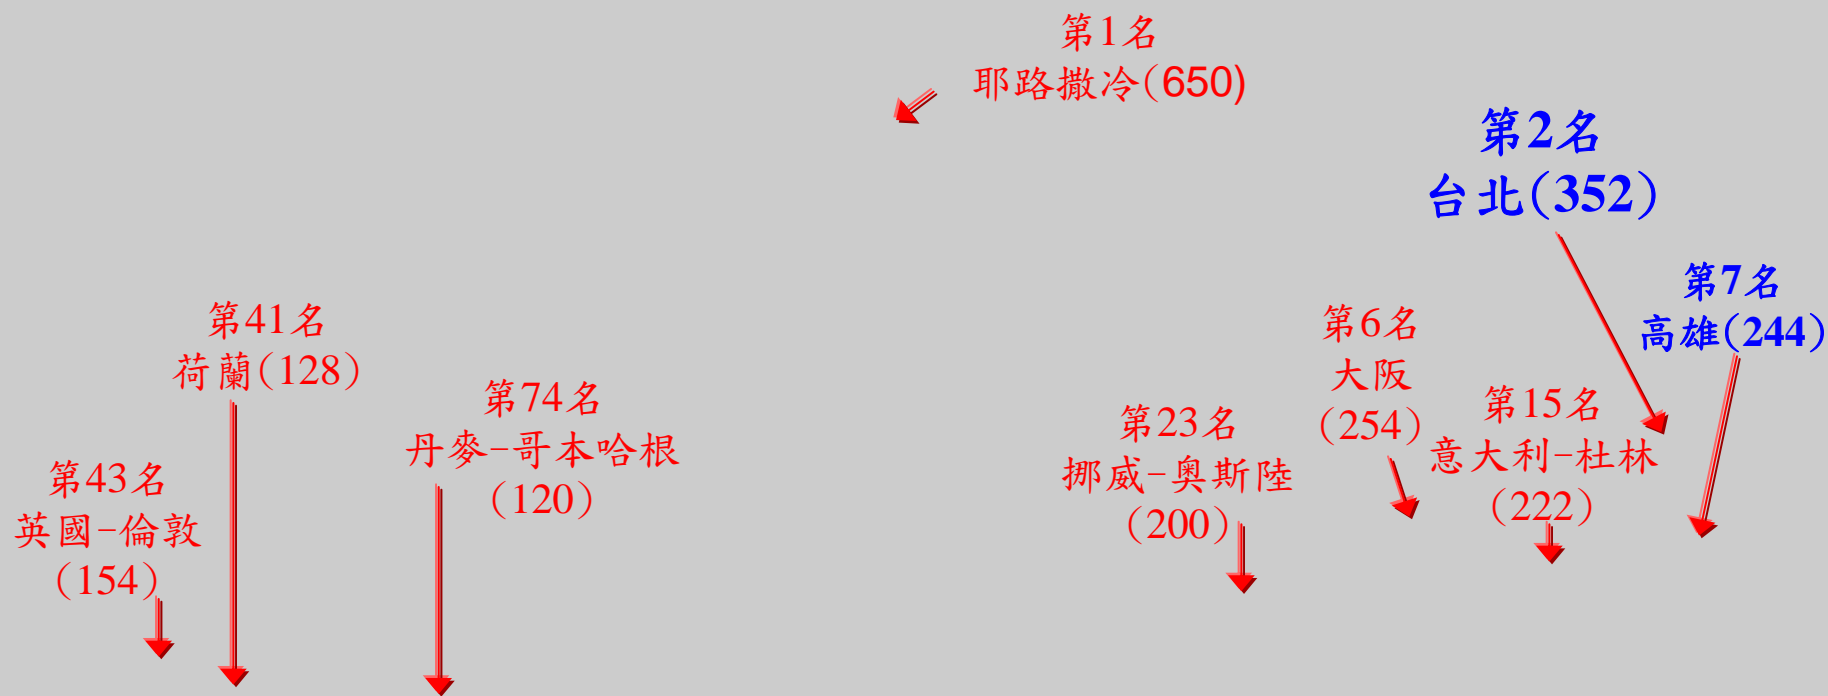 第1名
耶路撒冷(650)
第2名
台北(352)
第7名
高雄(244)
第41名
荷蘭(128)
第6名
大阪
(254)
第74名
丹麥-哥本哈根
(120)
第23名
挪威-奧斯陸
(200)
第15名
意大利-杜林
(222)
第43名
英國-倫敦
(154)